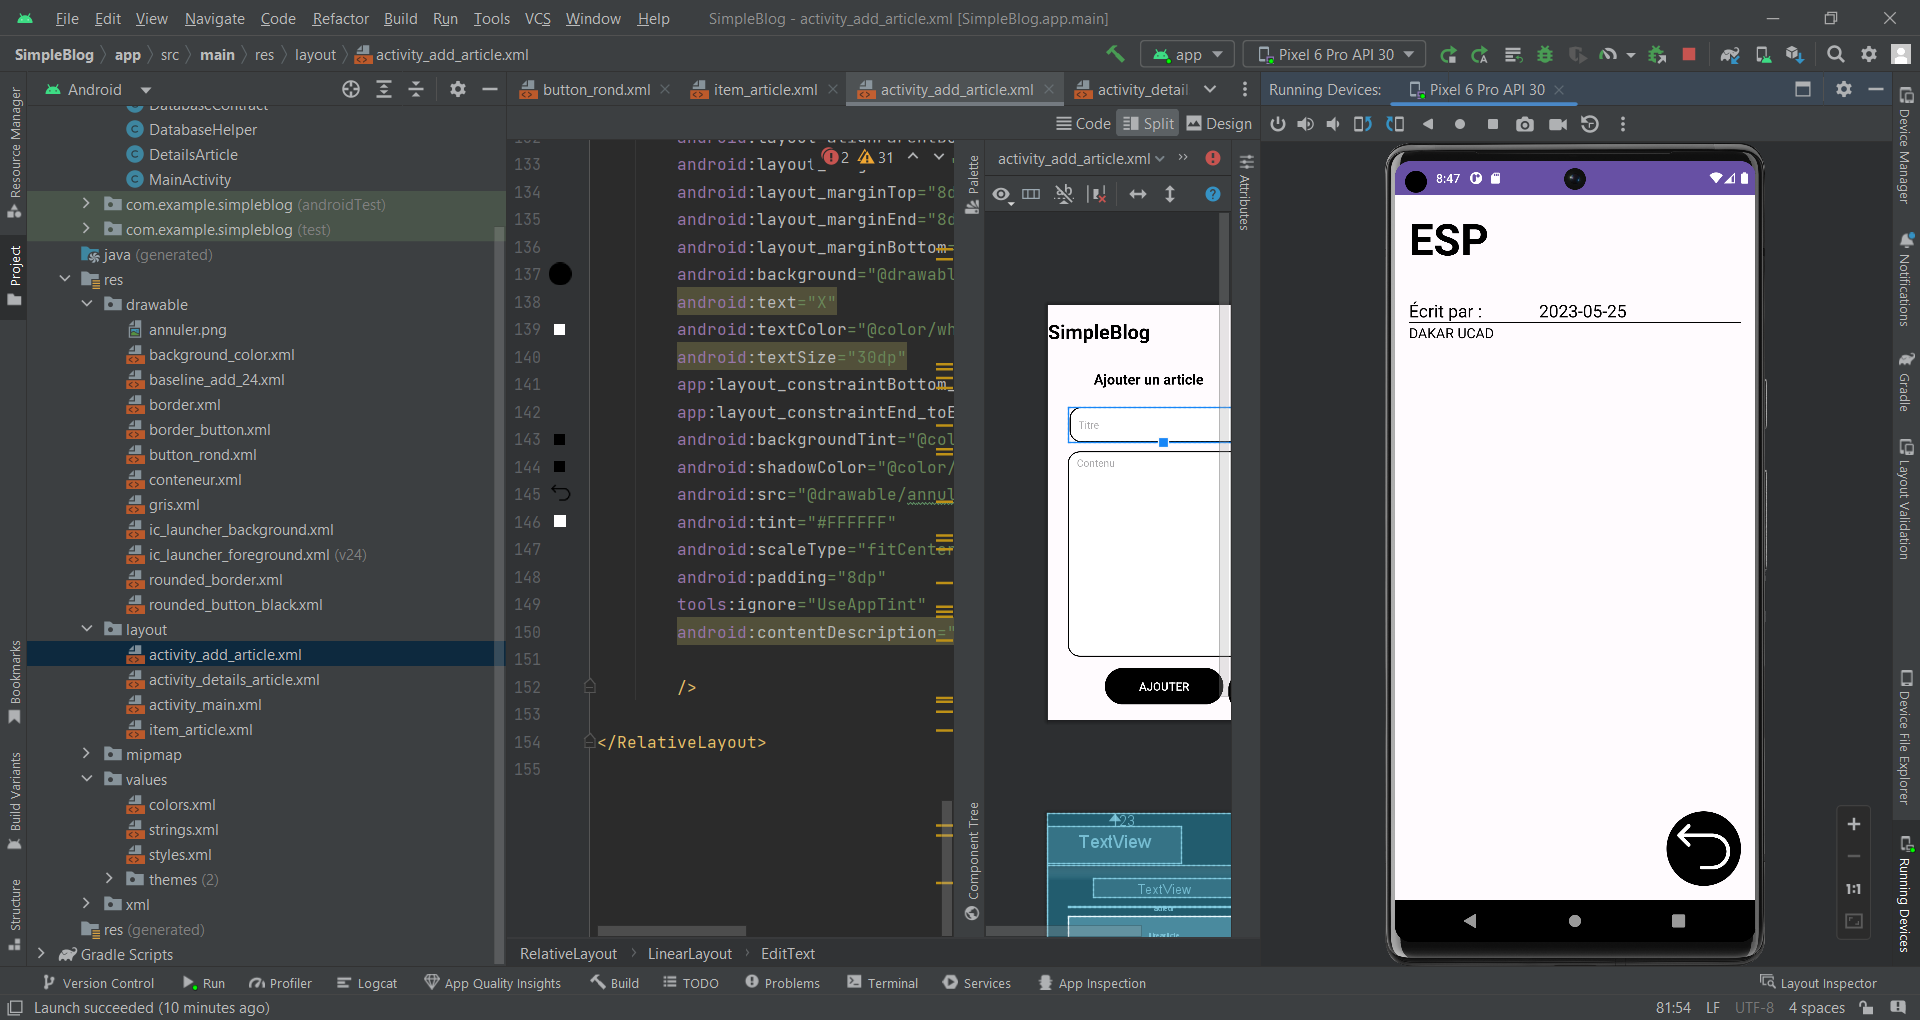 File Edit View Navigate Code Refactor Build Run Tools VCS Window Help SimpleBlog - activity_add_article.xml [SimpleBlog.app.main]
SimpleBlog app src main res layout activity_add_article.xml app Pixel 6 Pro API 30
Android button_rond.xml item_article.xml activity_add_article.xml activity_detail Running Devices: Pixel 6 Pro API 30
Code Split Design
DatabaseContract
DatabaseHelper
DetailsArticle
MainActivity
com.example.simpleblog (androidTest)
com.example.simpleblog (test)
java (generated)
res
drawable
annuler.png
background_color.xml
baseline_add_24.xml
border.xml
border_button.xml
button_rond.xml
conteneur.xml
gris.xml
ic_launcher_background.xml
ic_launcher_foreground.xml (v24)
rounded_border.xml
rounded_button_black.xml
layout
activity_add_article.xml
activity_details_article.xml
activity_main.xml
item_article.xml
mipmap
values
colors.xml
strings.xml
styles.xml
themes (2)
xml
res (generated)
Gradle Scripts
Resource Manager
Project
Bookmarks
Build Variants
Structure
2 31
133 android:layout_
134 android:layout_marginTop="8d
135 android:layout_marginEnd="8d
136 android:layout_marginBottom
137 android:background="@drawabl
138 android:text="X"
139 android:textColor="@color/wh
140 android:textSize="30dp"
141 app:layout_constraintBottom_
142 app:layout_constraintEnd_toE
143 android:backgroundTint="@col
144 android:shadowColor="@color/
145 android:src="@drawable/annul
146 android:tint="#FFFFFF"
147 android:scaleType="fitCenter
148 android:padding="8dp"
149 tools:ignore="UseAppTint"
150 android:contentDescription="
151
152 />
153
154 </RelativeLayout>
155
RelativeLayout LinearLayout EditText
Palette
Component Tree
activity_add_article.xml
Attributes
SimpleBlog
Ajouter un article
Titre
Contenu
AJOUTER
23
TextView
TextView
8:47
ESP
Écrit par : 2023-05-25
DAKAR UCAD
1:1
Device Manager
Notifications
Gradle
Layout Validation
Device File Explorer
Running Devices
Version Control Run Profiler Logcat App Quality Insights Build TODO Problems Terminal Services App Inspection Layout Inspector
Launch succeeded (10 minutes ago) 81:54 LF UTF-8 4 spaces